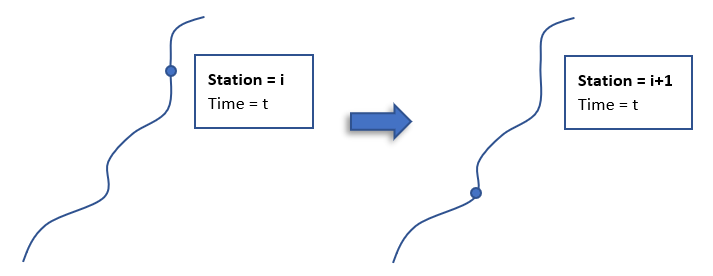 Station = i
Time = t
Station = i+1
Time = t